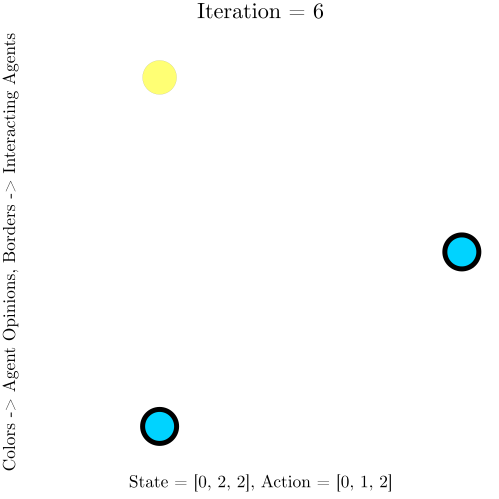 Iteration = 6
Colors -> Agent Opinions, Borders -> Interacting Agents
State = [0, 2, 2], Action = [0, 1, 2]